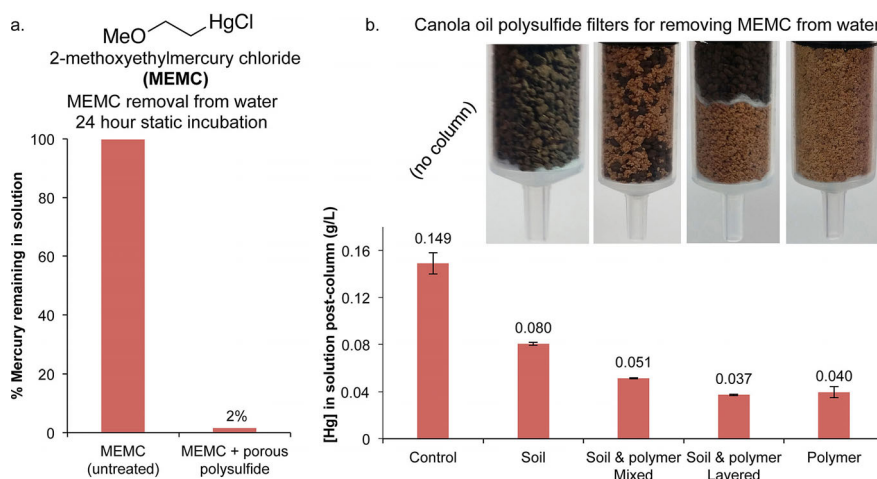 a.
MeO
HgCl
2-methoxyethylmercury chloride
(MEMC)
MEMC removal from water
24 hour static incubation
% Mercury remaining in solution
100
80
60
40
20
0
2%
MEMC
(untreated)
MEMC + porous
polysulfide
b.
Canola oil polysulfide filters for removing MEMC from water
(no column)
[Hg] in solution post-column (g/L)
0.16
0.12
0.08
0.04
0
0.149
0.080
0.051
0.037
0.040
Control
Soil
Soil & polymer
Mixed
Soil & polymer
Layered
Polymer